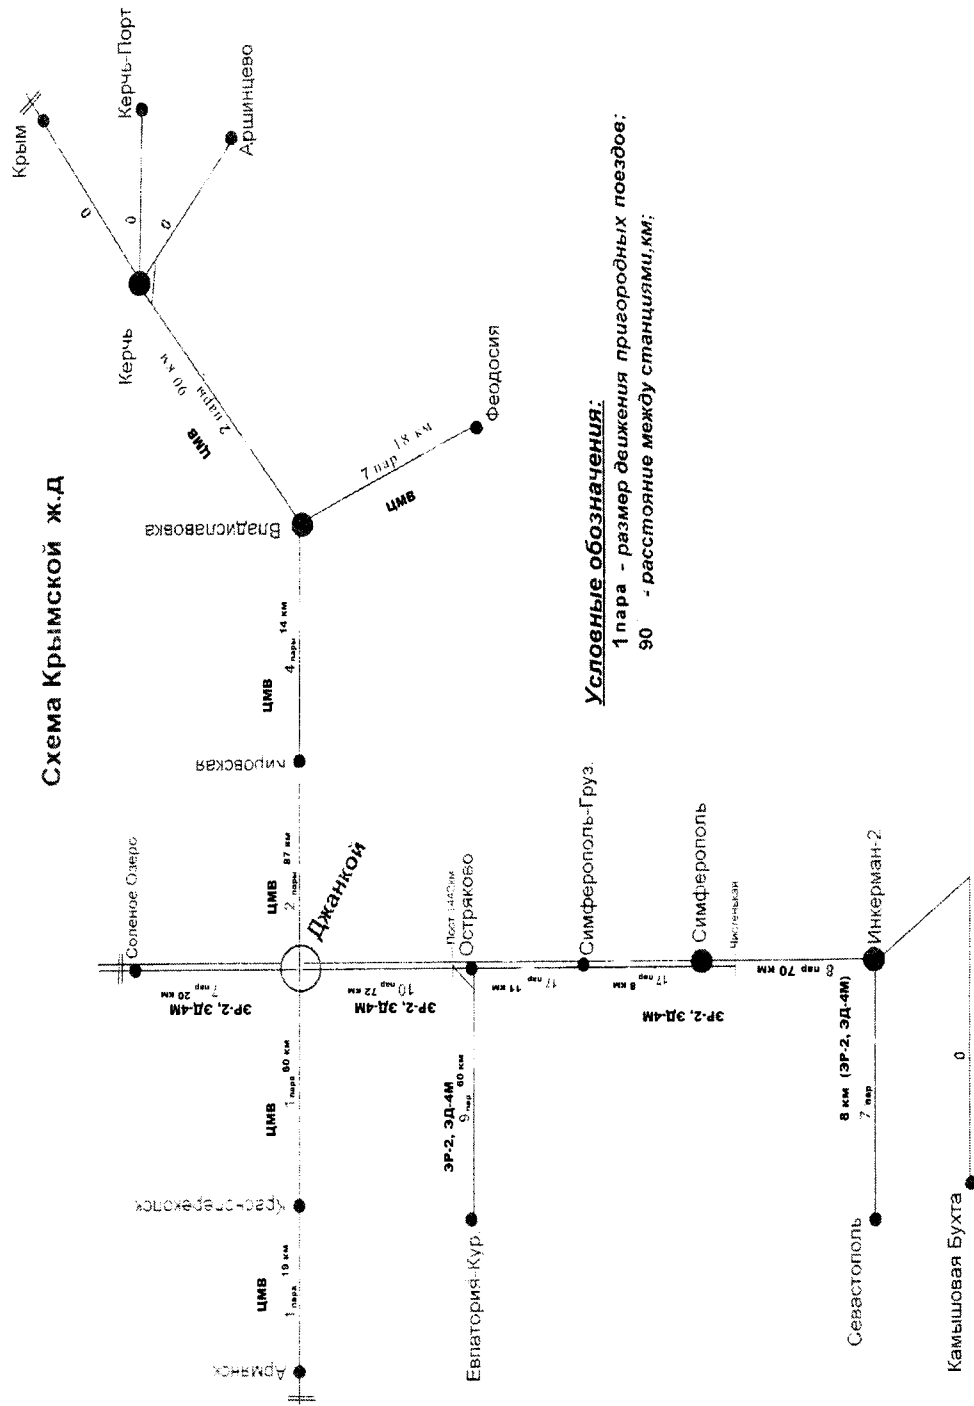 Схема Крымской ж.д
Крым
Керчь-Порт
Аршинцево
0
0
0
Керчь
2 пары 90 км
ЦМВ
Владиславовка
7 пар 18 км
ЦМВ
Феодосия
4 пары 14 км
ЦМВ
Кировская
2 пары 87 км
ЦМВ
Джанкой
Соленое Озеро
7 пар 20 км
ЭР-2, ЭД-4М
1 пара 60 км
ЦМВ
Красноперекопск
1 пара 19 км
ЦМВ
Армянск
10 пар 72 км
ЭР-2, ЭД-4М
Пост 1440км
Остряково
ЭР-2, ЭД-4М
9 пар 60 км
Евпатория-Кур.
17 пар 11 км
Симферополь-Груз.
17 пар 8 км
ЭР-2, ЭД-4М
Симферополь
Чистенькая
8 пар 70 км
Инкерман-2
8 км (ЭР-2, ЭД-4М)
7 пар
Севастополь
0
Камышовая Бухта
Условные обозначения:
1 пара - размер движения пригородных поездов;
90 - расстояние между станциями,км;